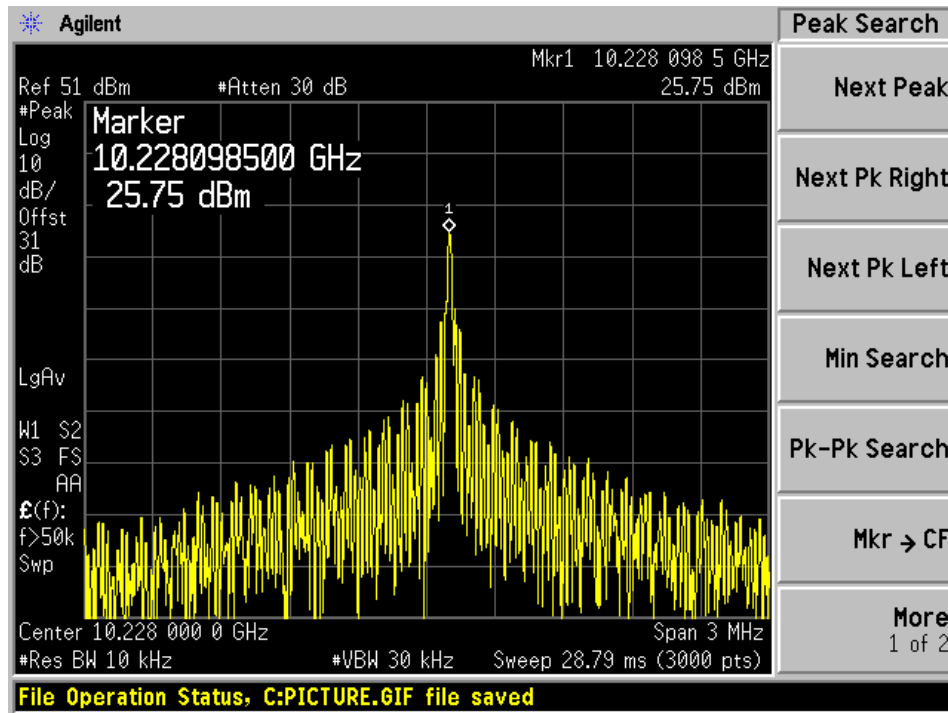 Agilent
Peak Search
Mkr1 10.228 098 5 GHz
Ref 51 dBm #Atten 30 dB 25.75 dBm
#Peak
Log
10
dB/
Offst
31
dB
Marker
10.228098500 GHz
25.75 dBm
1
LgAv
W1 S2
S3 FS
AA
£(f):
f>50k
Swp
Center 10.228 000 0 GHz Span 3 MHz
#Res BW 10 kHz #VBW 30 kHz Sweep 28.79 ms (3000 pts)
File Operation Status, C:PICTURE.GIF file saved
Next Peak
Next Pk Right
Next Pk Left
Min Search
Pk-Pk Search
Mkr → CF
More
1 of 2